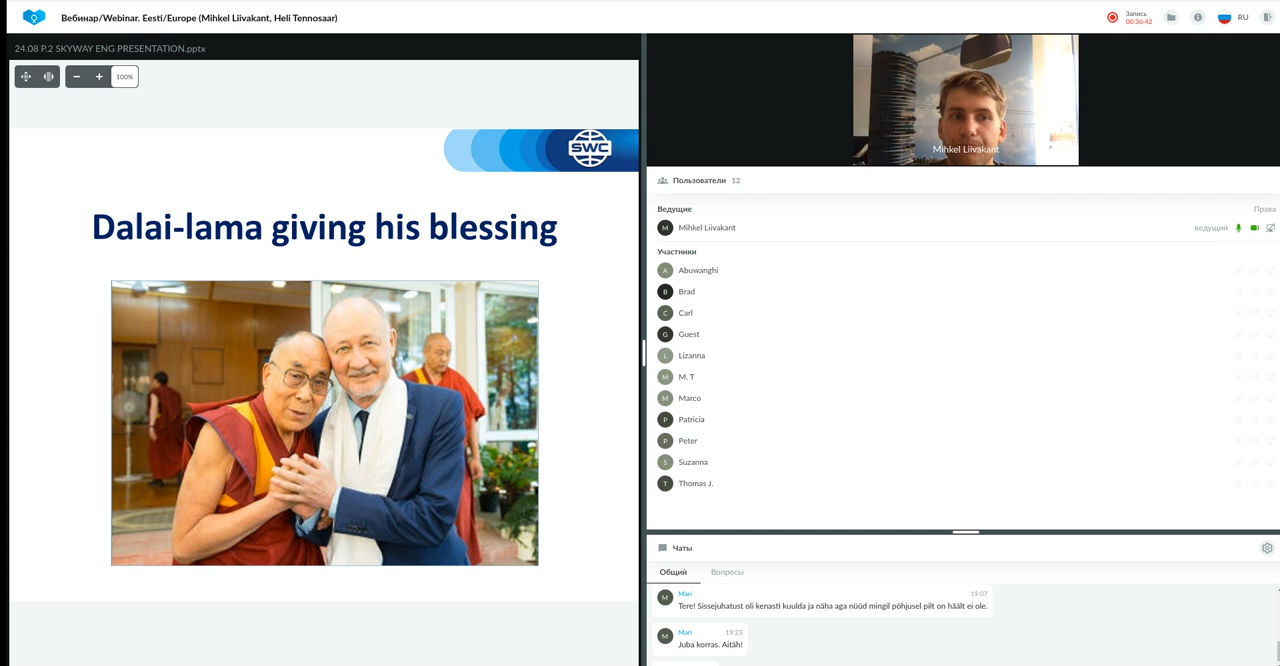 Вебинар/Webinar. Eesti/Europe (Mihkel Liivakant, Heli Tennosaar)
Запись
00:36:42
RU
24.08 P.2 SKYWAY ENG PRESENTATION.pptx
100%
SWC
Dalai-lama giving his blessing
Mihkel Liivakant
Пользователи 12
Ведущие
Права
M Mihkel Liivakant ведущий
Участники
A Abuwanghi
B Brad
C Carl
G Guest
L Lizanna
M M. T
M Marco
P Patricia
P Peter
S Suzanna
T Thomas J.
Чаты
Общий Вопросы
M Mari 19:07
Tere! Sissejuhatust oli kenasti kuulda ja näha aga nüüd mingil põhjusel pilt on häält ei ole.
M Mari 19:23
Juba korras. Aitäh!